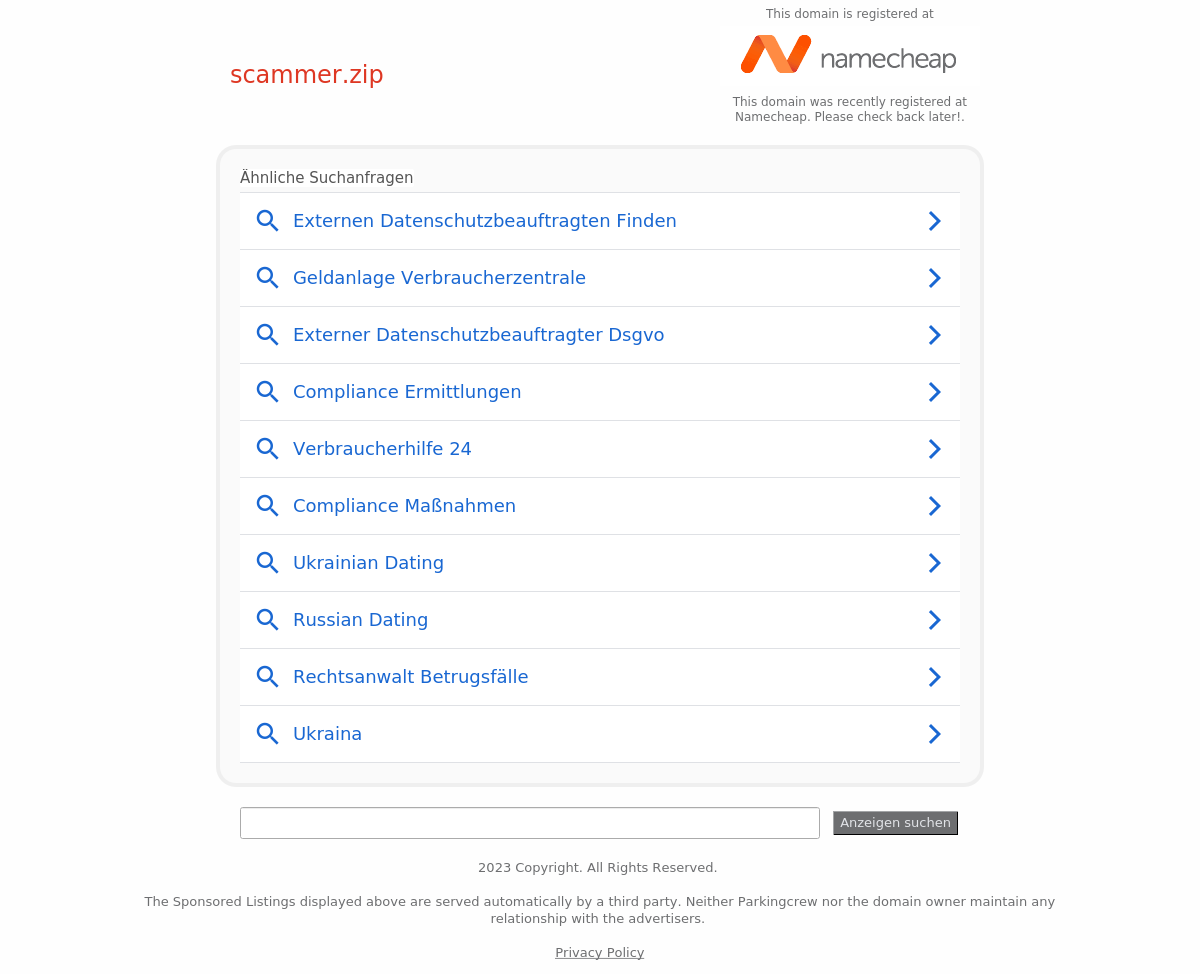 This domain is registered at
scammer.zip
namecheap
This domain was recently registered at
Namecheap. Please check back later!.
Ähnliche Suchanfragen
Externen Datenschutzbeauftragten Finden
Geldanlage Verbraucherzentrale
Externer Datenschutzbeauftragter Dsgvo
Compliance Ermittlungen
Verbraucherhilfe 24
Compliance Maßnahmen
Ukrainian Dating
Russian Dating
Rechtsanwalt Betrugsfälle
Ukraina
Anzeigen suchen
2023 Copyright. All Rights Reserved.
The Sponsored Listings displayed above are served automatically by a third party. Neither Parkingcrew nor the domain owner maintain any
relationship with the advertisers.
Privacy Policy